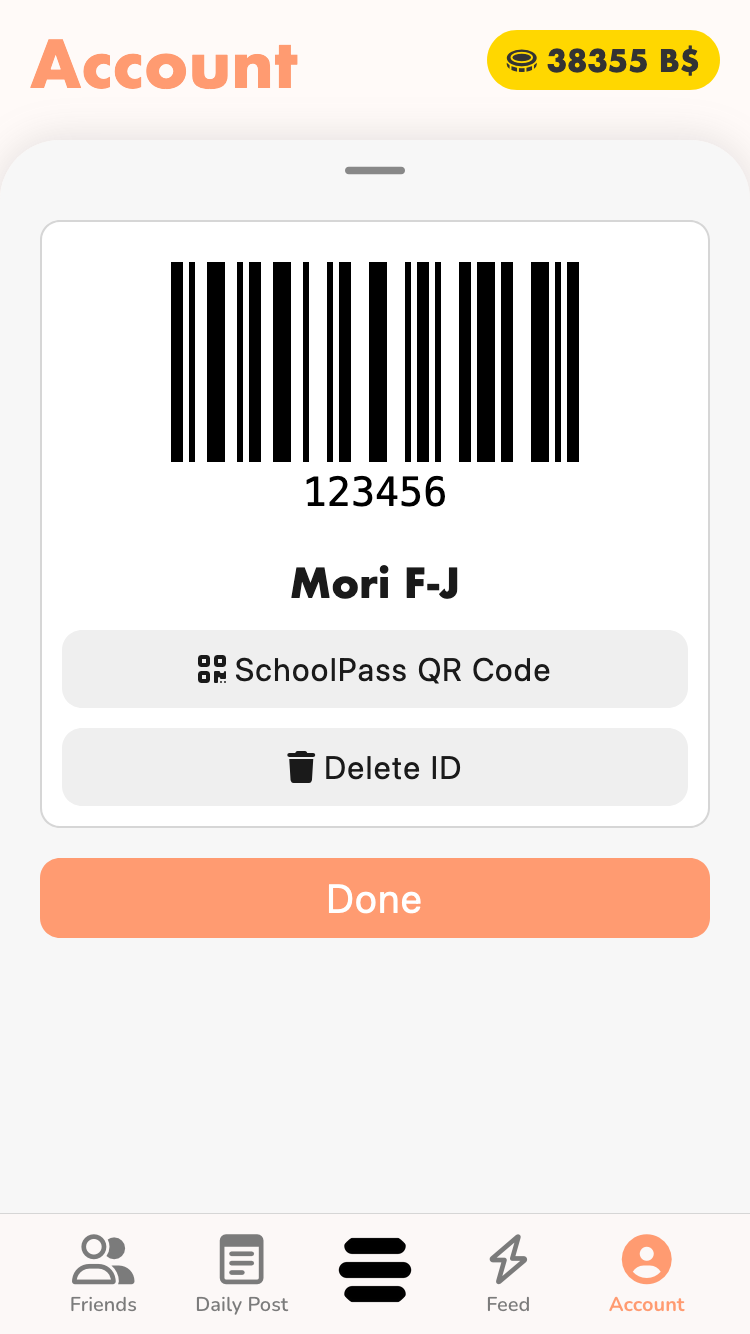 Account
38355 B$
123456
Mori F-J
SchoolPass QR Code
Delete ID
Done
Friends
Daily Post
Feed
Account